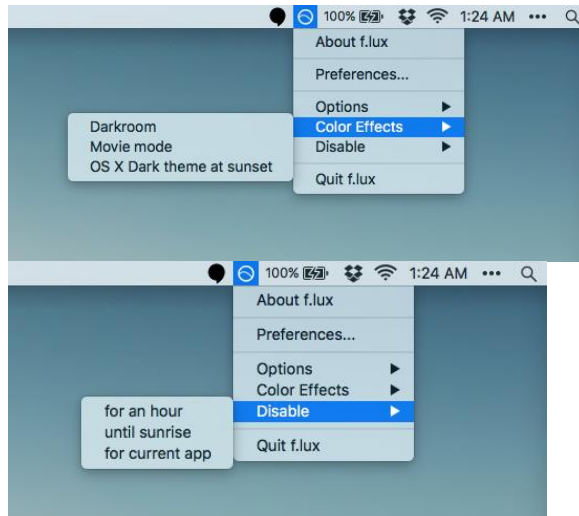 100% 1:24 AM
About f.lux
Preferences...
Options
Color Effects
Disable
Quit f.lux
Darkroom
Movie mode
OS X Dark theme at sunset
100% 1:24 AM
About f.lux
Preferences...
Options
Color Effects
Disable
Quit f.lux
for an hour
until sunrise
for current app